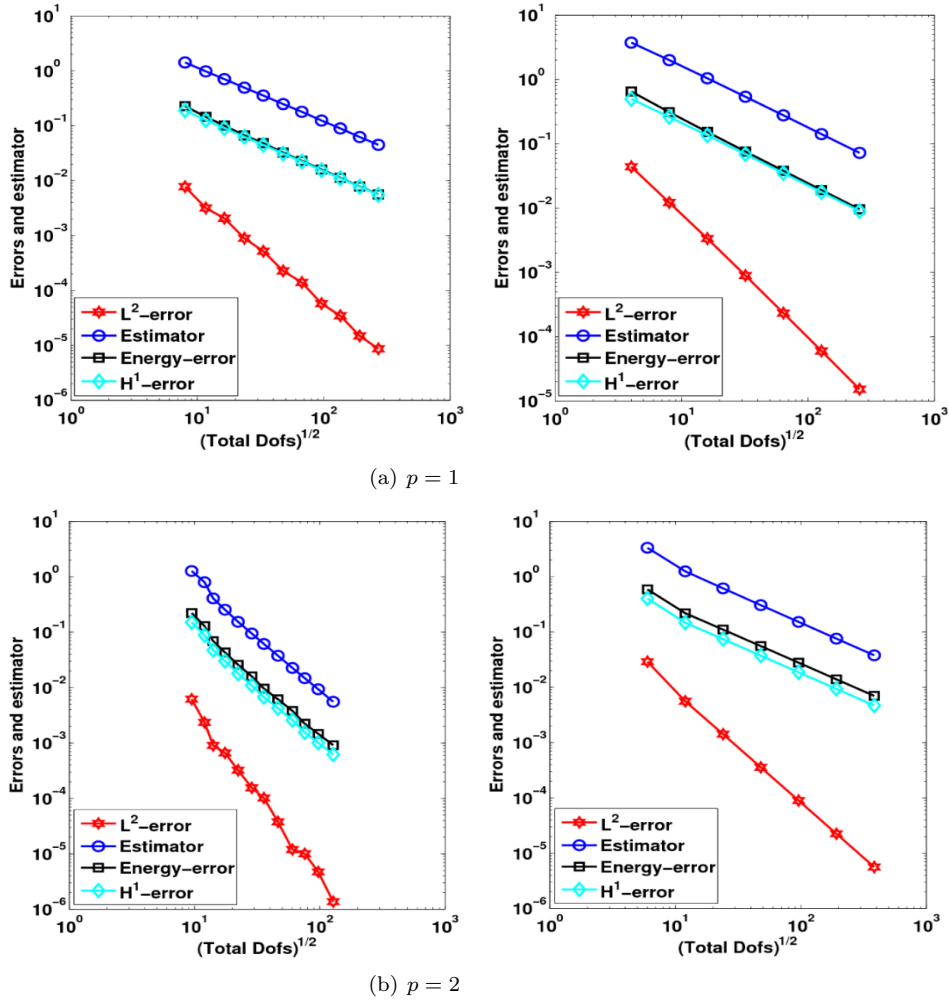 10^1
10^0
10^-1
10^-2
10^-3
10^-4
10^-5
10^-6
Errors and estimator
L^2-error
Estimator
Energy-error
H^1-error
10^0
10^1
10^2
10^3
(Total Dofs)^1/2
10^1
10^0
10^-1
10^-2
10^-3
10^-4
10^-5
Errors and estimator
L^2-error
Estimator
Energy-error
H^1-error
10^0
10^1
10^2
10^3
(Total Dofs)^1/2
(a) p = 1
10^1
10^0
10^-1
10^-2
10^-3
10^-4
10^-5
10^-6
Errors and estimator
L^2-error
Estimator
Energy-error
H^1-error
10^0
10^1
10^2
10^3
(Total Dofs)^1/2
10^1
10^0
10^-1
10^-2
10^-3
10^-4
10^-5
10^-6
Errors and estimator
L^2-error
Estimator
Energy-error
H^1-error
10^0
10^1
10^2
10^3
(Total Dofs)^1/2
(b) p = 2